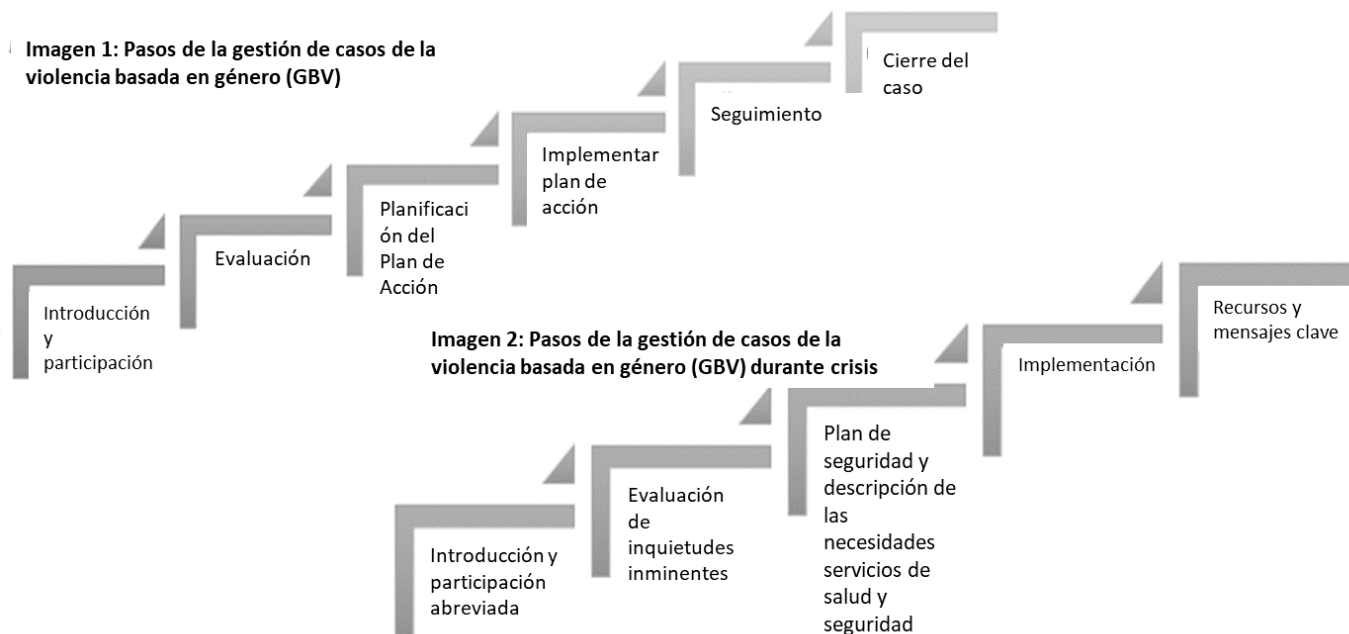 Imagen 1: Pasos de la gestión de casos de la
violencia basada en género (GBV)
Introducción
y
participación
Evaluación
Planificaci
ón del
Plan de
Acción
Implementar
plan de
acción
Seguimiento
Cierre del
caso
Imagen 2: Pasos de la gestión de casos de la
violencia basada en género (GBV) durante crisis
Introducción y
participación
abreviada
Evaluación
de
inquietudes
inminentes
Plan de
seguridad y
descripción de
las
necesidades
servicios de
salud y
seguridad
Implementación
Recursos y
mensajes clave